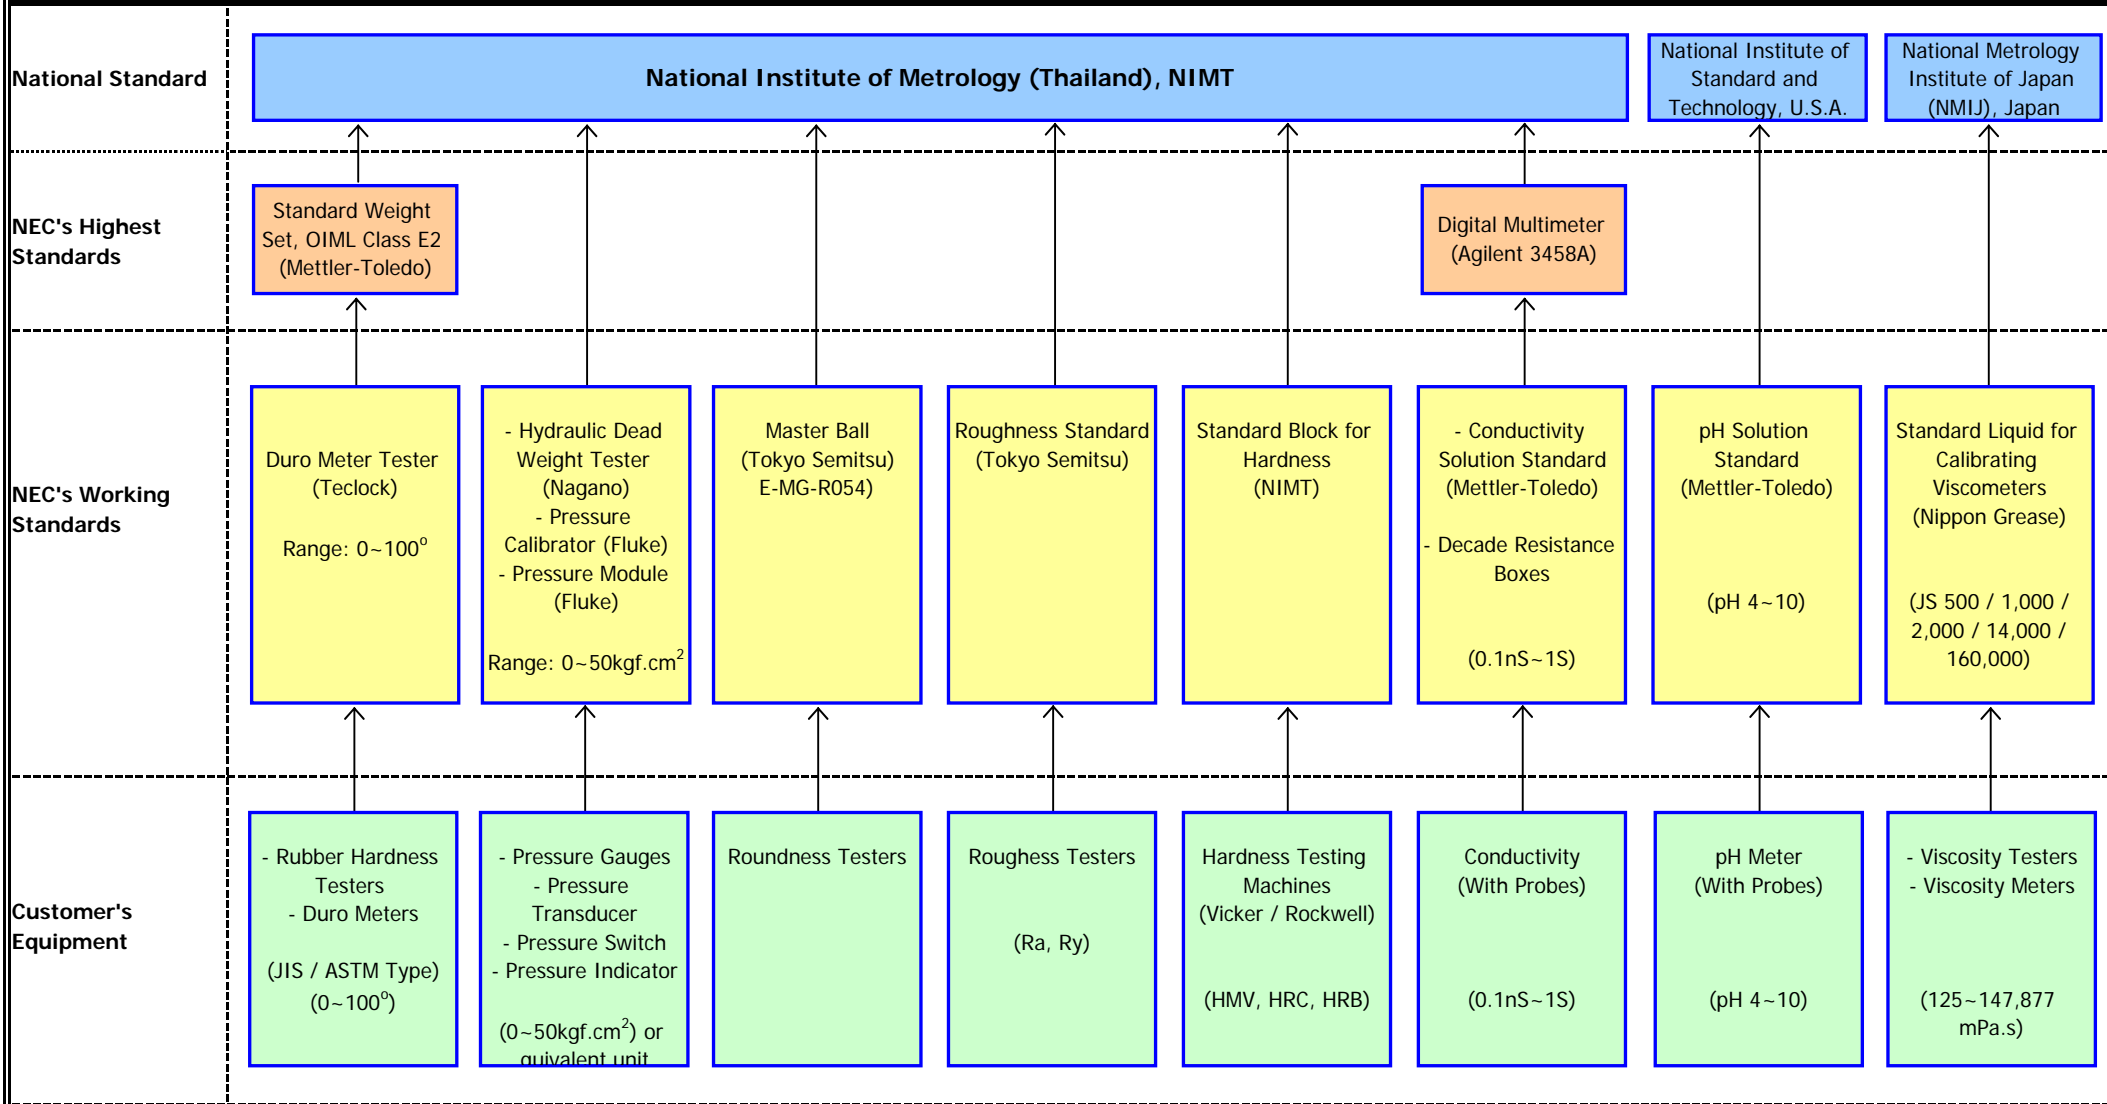 National Standard
National Institute of Metrology (Thailand), NIMT
National Institute of
Standard and
Technology, U.S.A.
National Metrology
Institute of Japan
(NMIJ), Japan
NEC's Highest
Standards
Standard Weight
Set, OIML Class E2
(Mettler-Toledo)
Digital Multimeter
(Agilent 3458A)
NEC's Working
Standards
Duro Meter Tester
(Teclock)
Range: 0~100°
- Hydraulic Dead
Weight Tester
(Nagano)
- Pressure
Calibrator (Fluke)
- Pressure Module
(Fluke)
Range: 0~50kgf.cm²
Master Ball
(Tokyo Semitsu)
E-MG-R054)
Roughness Standard
(Tokyo Semitsu)
Standard Block for
Hardness
(NIMT)
- Conductivity
Solution Standard
(Mettler-Toledo)
- Decade Resistance
Boxes
(0.1nS~1S)
pH Solution
Standard
(Mettler-Toledo)
(pH 4~10)
Standard Liquid for
Calibrating
Viscometers
(Nippon Grease)
(JS 500 / 1,000 /
2,000 / 14,000 /
160,000)
Customer's
Equipment
- Rubber Hardness
Testers
- Duro Meters
(JIS / ASTM Type)
(0~100°)
- Pressure Gauges
- Pressure
Transducer
- Pressure Switch
- Pressure Indicator
(0~50kgf.cm²) or
quivalent unit
Roundness Testers
Roughess Testers
(Ra, Ry)
Hardness Testing
Machines
(Vicker / Rockwell)
(HMV, HRC, HRB)
Conductivity
(With Probes)
(0.1nS~1S)
pH Meter
(With Probes)
(pH 4~10)
- Viscosity Testers
- Viscosity Meters
(125~147,877
mPa.s)